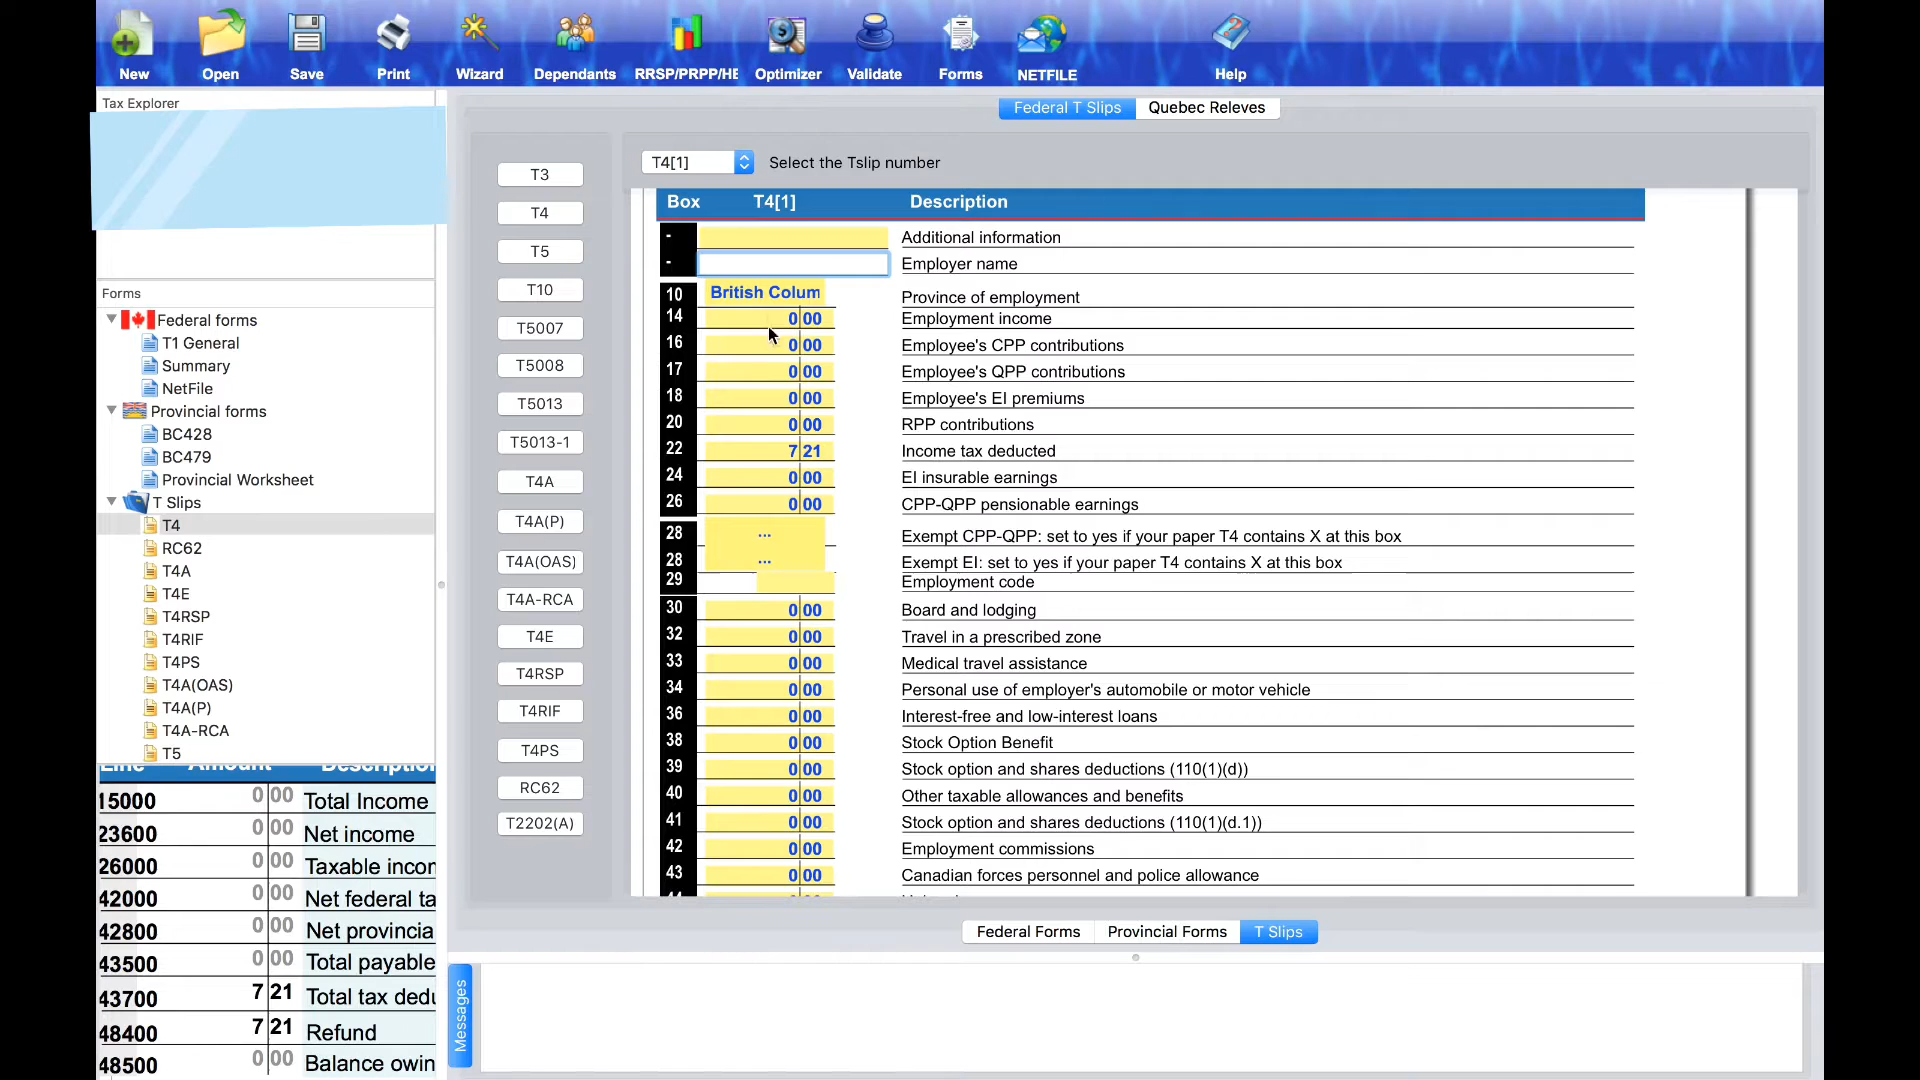 New Open Save Print Wizard Dependants RRSP/PRPP/HE Optimizer Validate Forms NETFILE Help
Tax Explorer
Forms
Federal forms
T1 General
Summary
NetFile
Provincial forms
BC428
BC479
Provincial Worksheet
T Slips
T4
RC62
T4A
T4E
T4RSP
T4RIF
T4PS
T4A(OAS)
T4A(P)
T4A-RCA
T5
Line Amount Description
15000 0 00 Total Income
23600 0 00 Net income
26000 0 00 Taxable incor
42000 0 00 Net federal ta
42800 0 00 Net provincia
43500 0 00 Total payable
43700 7 21 Total tax dedu
48400 7 21 Refund
48500 0 00 Balance owin
Federal T Slips Quebec Releves
T3
T4
T5
T10
T5007
T5008
T5013
T5013-1
T4A
T4A(P)
T4A(OAS)
T4A-RCA
T4E
T4RSP
T4RIF
T4PS
RC62
T2202(A)
T4[1] Select the Tslip number
Box T4[1] Description
- Additional information
- Employer name
10 British Colum Province of employment
14 0 00 Employment income
16 0 00 Employee's CPP contributions
17 0 00 Employee's QPP contributions
18 0 00 Employee's EI premiums
20 0 00 RPP contributions
22 7 21 Income tax deducted
24 0 00 EI insurable earnings
26 0 00 CPP-QPP pensionable earnings
28 ... Exempt CPP-QPP: set to yes if your paper T4 contains X at this box
28 ... Exempt EI: set to yes if your paper T4 contains X at this box
29 Employment code
30 0 00 Board and lodging
32 0 00 Travel in a prescribed zone
33 0 00 Medical travel assistance
34 0 00 Personal use of employer's automobile or motor vehicle
36 0 00 Interest-free and low-interest loans
38 0 00 Stock Option Benefit
39 0 00 Stock option and shares deductions (110(1)(d))
40 0 00 Other taxable allowances and benefits
41 0 00 Stock option and shares deductions (110(1)(d.1))
42 0 00 Employment commissions
43 0 00 Canadian forces personnel and police allowance
Federal Forms Provincial Forms T Slips
Messages